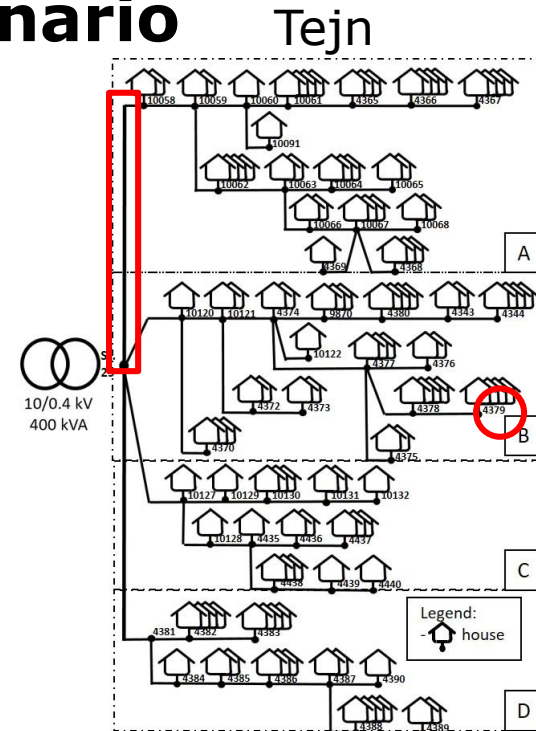 nario
Tejn
10058 10059 10060 10061 4365 4366 4367
10091
10062 10063 10064 10065
10066 10067 10068
4369 4368
A
10120 10121 4374 9870 4380 4343 4344
10122 4377 4376
4372 4373 4378 4379
4370 4375
B
10/0.4 kV
400 kVA
10127 10129 10130 10131 10132
10128 4435 4436 4437
4438 4439 4440
C
Legend:
- house
4381 4382 4383
4384 4385 4386 4387 4390
4388 4389
D